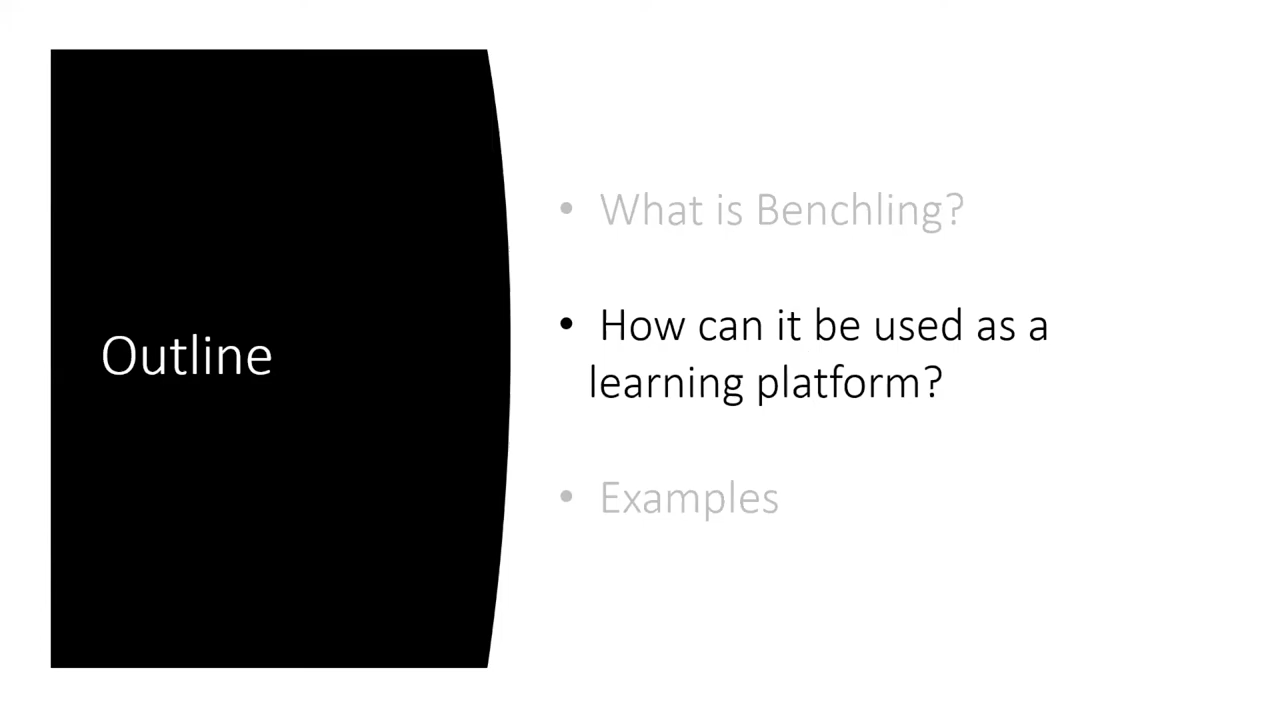 Outline
• What is Benchling?
• How can it be used as a
learning platform?
• Examples